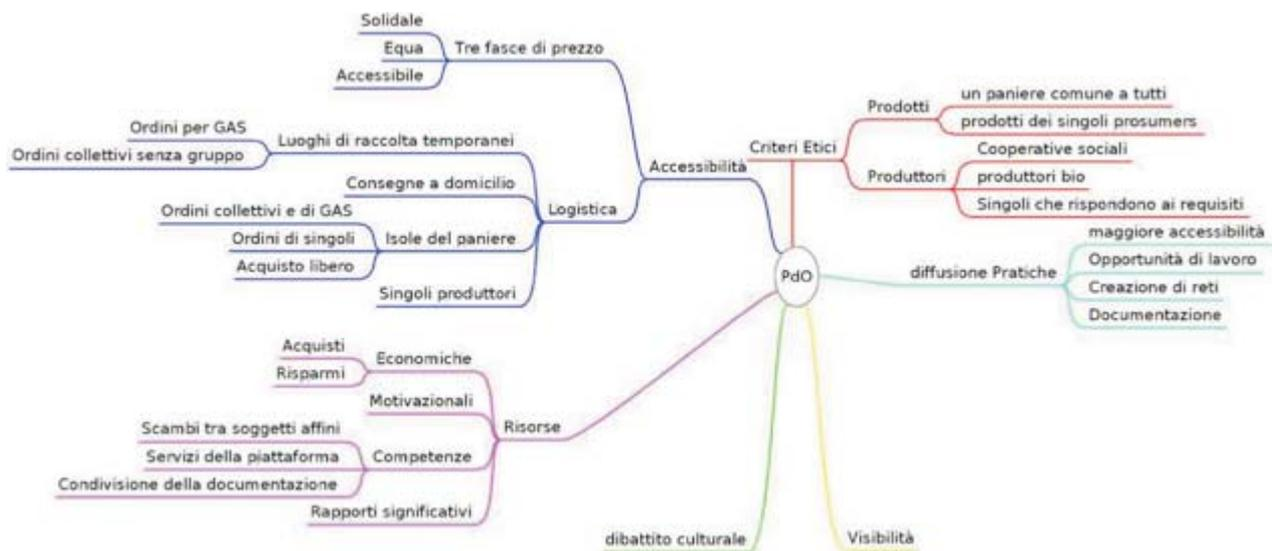 Solidale
Equa
Accessibile
Tre fasce di prezzo
Ordini per GAS
Ordini collettivi senza gruppo
Luoghi di raccolta temporanei
Consegne a domicilio
Ordini collettivi e di GAS
Ordini di singoli
Acquisto libero
Isole del paniere
Singoli produttori
Logistica
Accessibilità
Criteri Etici
Prodotti
un paniere comune a tutti
prodotti dei singoli prosumers
Produttori
Cooperative sociali
produttori bio
Singoli che rispondono ai requisiti
PdO
diffusione Pratiche
maggiore accessibilità
Opportunità di lavoro
Creazione di reti
Documentazione
Acquisti
Risparmi
Economiche
Motivazionali
Scambi tra soggetti affini
Servizi della piattaforma
Condivisione della documentazione
Competenze
Rapporti significativi
Risorse
dibattito culturale
Visibilità